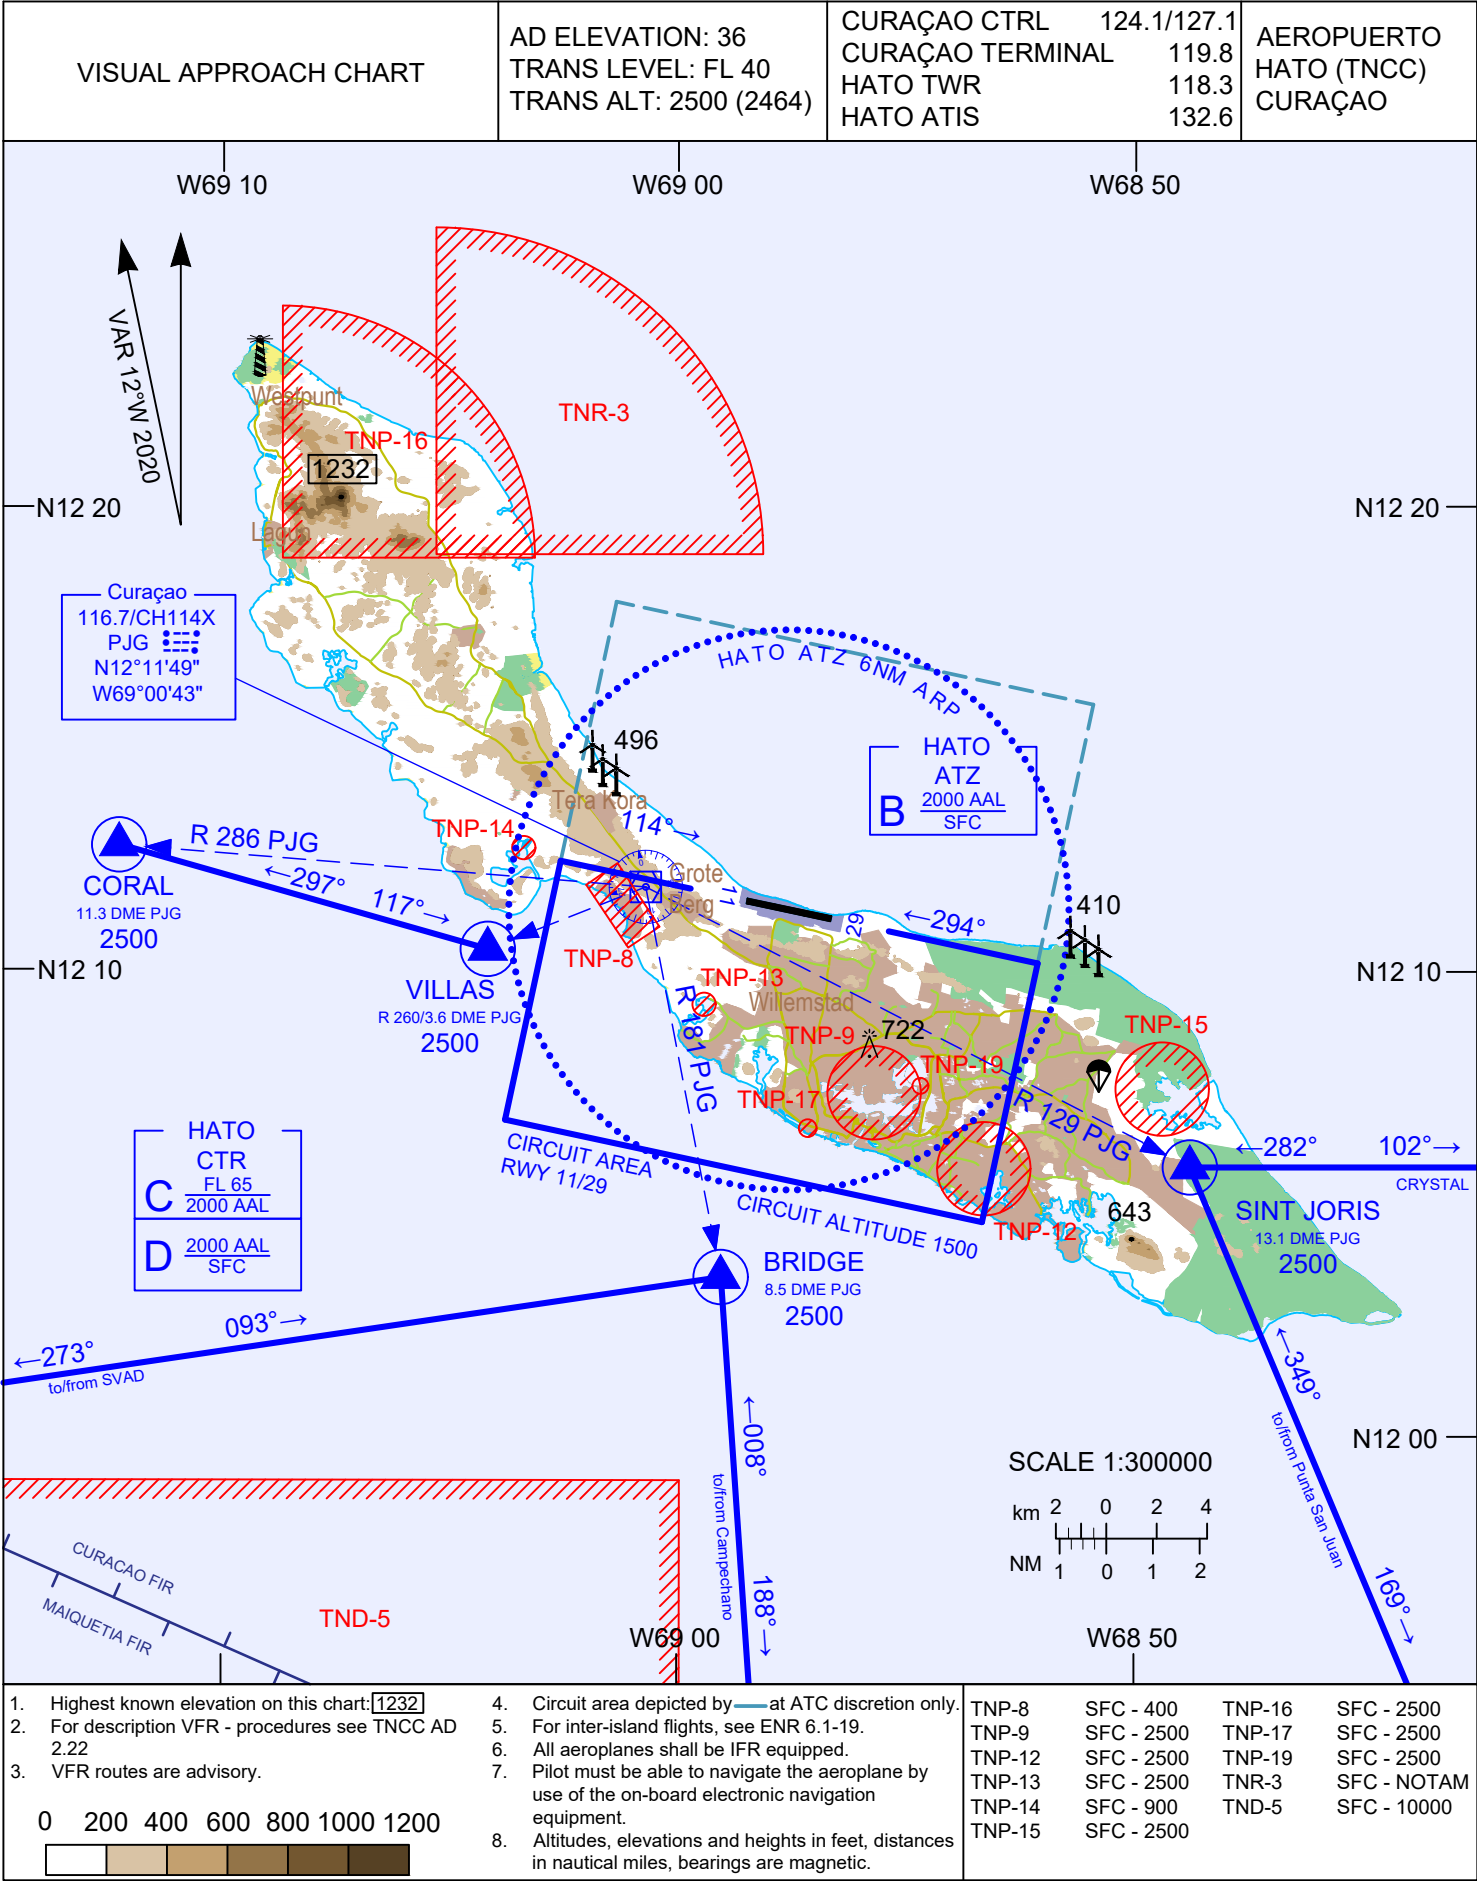 VISUAL APPROACH CHART
AD ELEVATION: 36
TRANS LEVEL: FL 40
TRANS ALT: 2500 (2464)
CURAÇAO CTRL 124.1/127.1
CURAÇAO TERMINAL 119.8
HATO TWR 118.3
HATO ATIS 132.6
AEROPUERTO
HATO (TNCC)
CURAÇAO
W69 10
W69 00
W68 50
VAR 12°W 2020
TNR-3
Westpunt
TNP-16
1232
N12 20
N12 20
Lagun
Curaçao
116.7/CH114X
PJG
N12°11'49"
W69°00'43"
HATO ATZ 6NM ARP
496
HATO
ATZ
B 2000 AAL
SFC
Tera Kora
TNP-14
114°→
R 286 PJG
←297°
117°→
CORAL
11.3 DME PJG
2500
Grote
Berg
11
29
←294°
410
TNP-8
N12 10
N12 10
VILLAS
R 260/3.6 DME PJG
2500
TNP-13
Willemstad
R 181 PJG
TNP-9
722
TNP-19
TNP-15
TNP-17
R 129 PJG
CIRCUIT AREA
RWY 11/29
CIRCUIT ALTITUDE 1500
←282°
102°→
CRYSTAL
HATO
CTR
C FL 65
2000 AAL
D 2000 AAL
SFC
TNP-12
643
SINT JORIS
13.1 DME PJG
2500
BRIDGE
8.5 DME PJG
2500
093°→
←273°
to/from SVAD
←349°
to/from Punta San Juan
169°→
←008°
to/from Campechano
188°→
N12 00
SCALE 1:300000
km 2 0 2 4
NM 1 0 1 2
CURACAO FIR
MAIQUETIA FIR
TND-5
W69 00
W68 50
1. Highest known elevation on this chart: 1232
2. For description VFR - procedures see TNCC AD
2.22
3. VFR routes are advisory.
0 200 400 600 800 1000 1200
4. Circuit area depicted by at ATC discretion only.
5. For inter-island flights, see ENR 6.1-19.
6. All aeroplanes shall be IFR equipped.
7. Pilot must be able to navigate the aeroplane by
use of the on-board electronic navigation
equipment.
8. Altitudes, elevations and heights in feet, distances
in nautical miles, bearings are magnetic.
TNP-8 SFC - 400 TNP-16 SFC - 2500
TNP-9 SFC - 2500 TNP-17 SFC - 2500
TNP-12 SFC - 2500 TNP-19 SFC - 2500
TNP-13 SFC - 2500 TNR-3 SFC - NOTAM
TNP-14 SFC - 900 TND-5 SFC - 10000
TNP-15 SFC - 2500